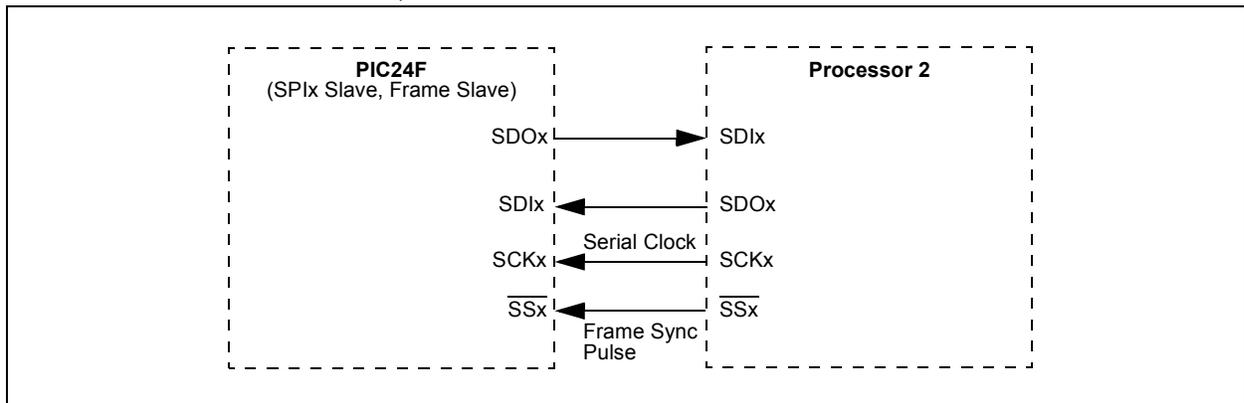 PIC24F
(SPIx Slave, Frame Slave)
Processor 2
SDOx
SDIx
SDIx
SDOx
Serial Clock
SCKx
SCKx
SSx
SSx
Frame Sync
Pulse